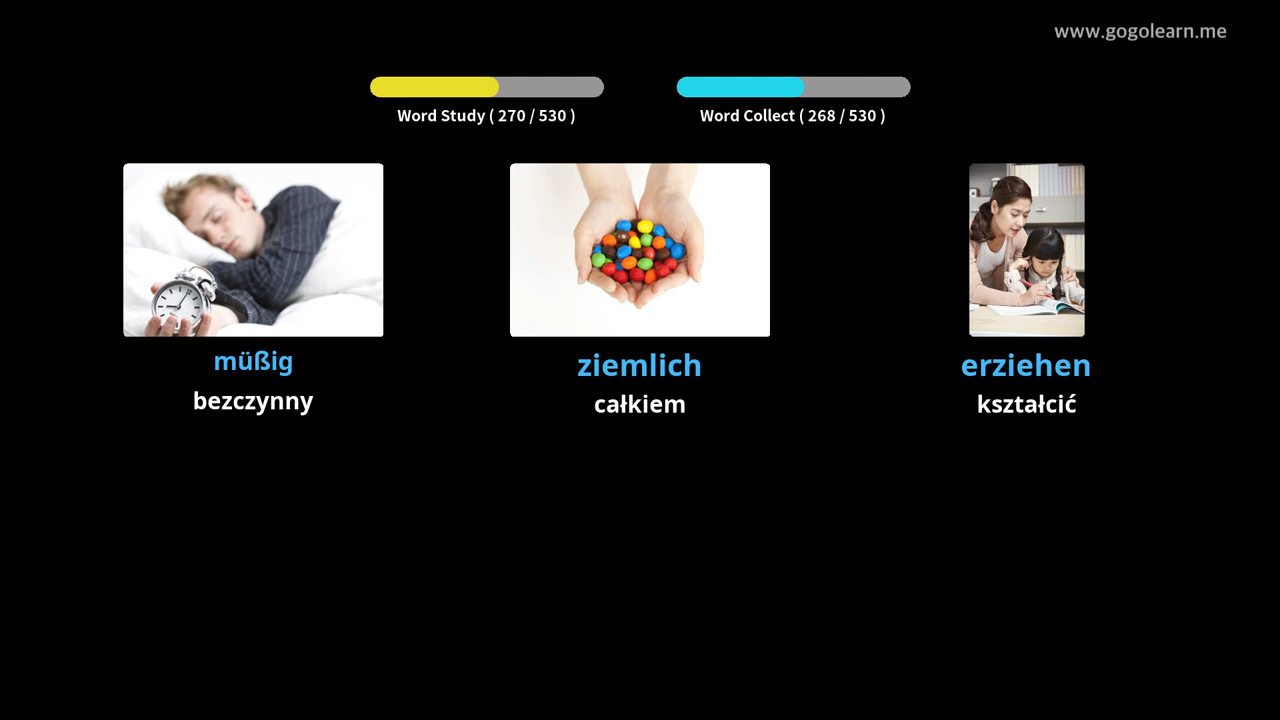 www.gogolearn.me
Word Study ( 270 / 530 )
Word Collect ( 268 / 530 )
müßig
ziemlich
erziehen
bezczynny
całkiem
kształcić